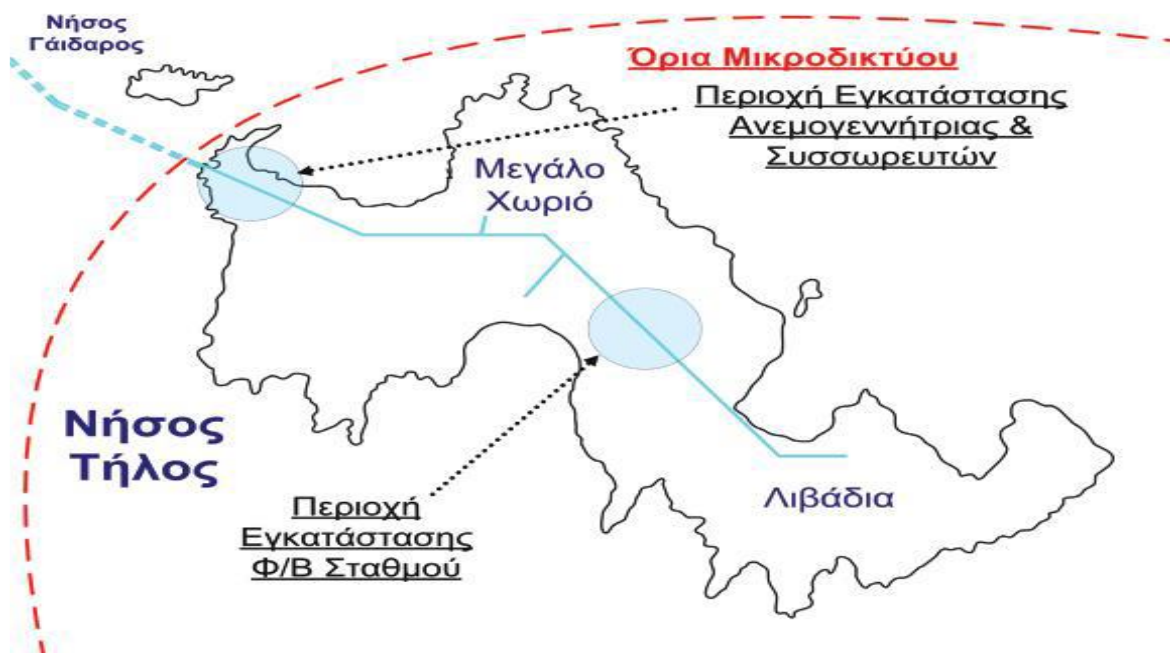 Νήσος
Γάιδαρος
Όρια Μικροδικτύου
Περιοχή Εγκατάστασης
Ανεμογεννήτριας &
Συσσωρευτών
Μεγάλο
Χωριό
Νήσος
Τήλος
Λιβάδια
Περιοχή
Εγκατάστασης
Φ/Β Σταθμού